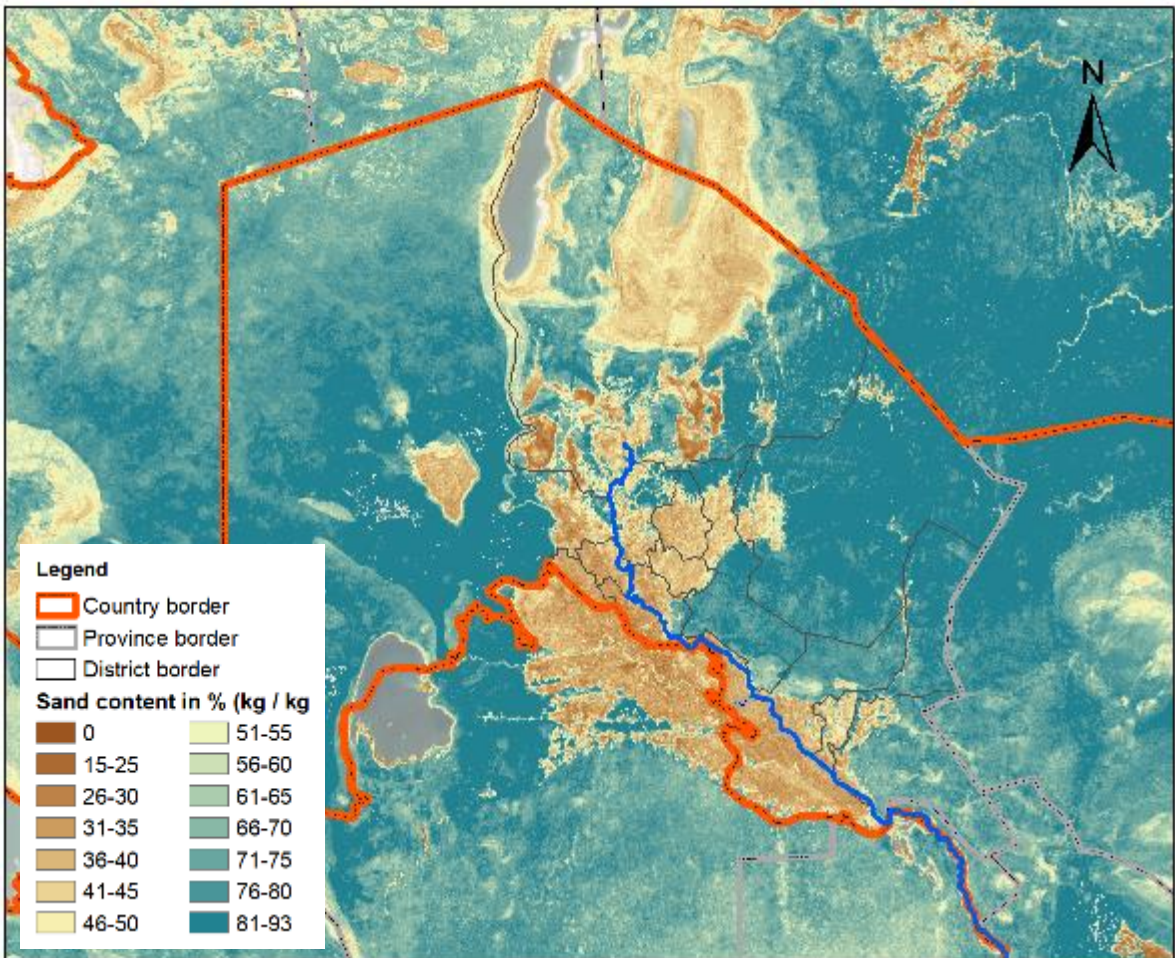 N
Legend
Country border
Province border
District border
Sand content in % (kg / kg
0
15-25
26-30
31-35
36-40
41-45
46-50
51-55
56-60
61-65
66-70
71-75
76-80
81-93